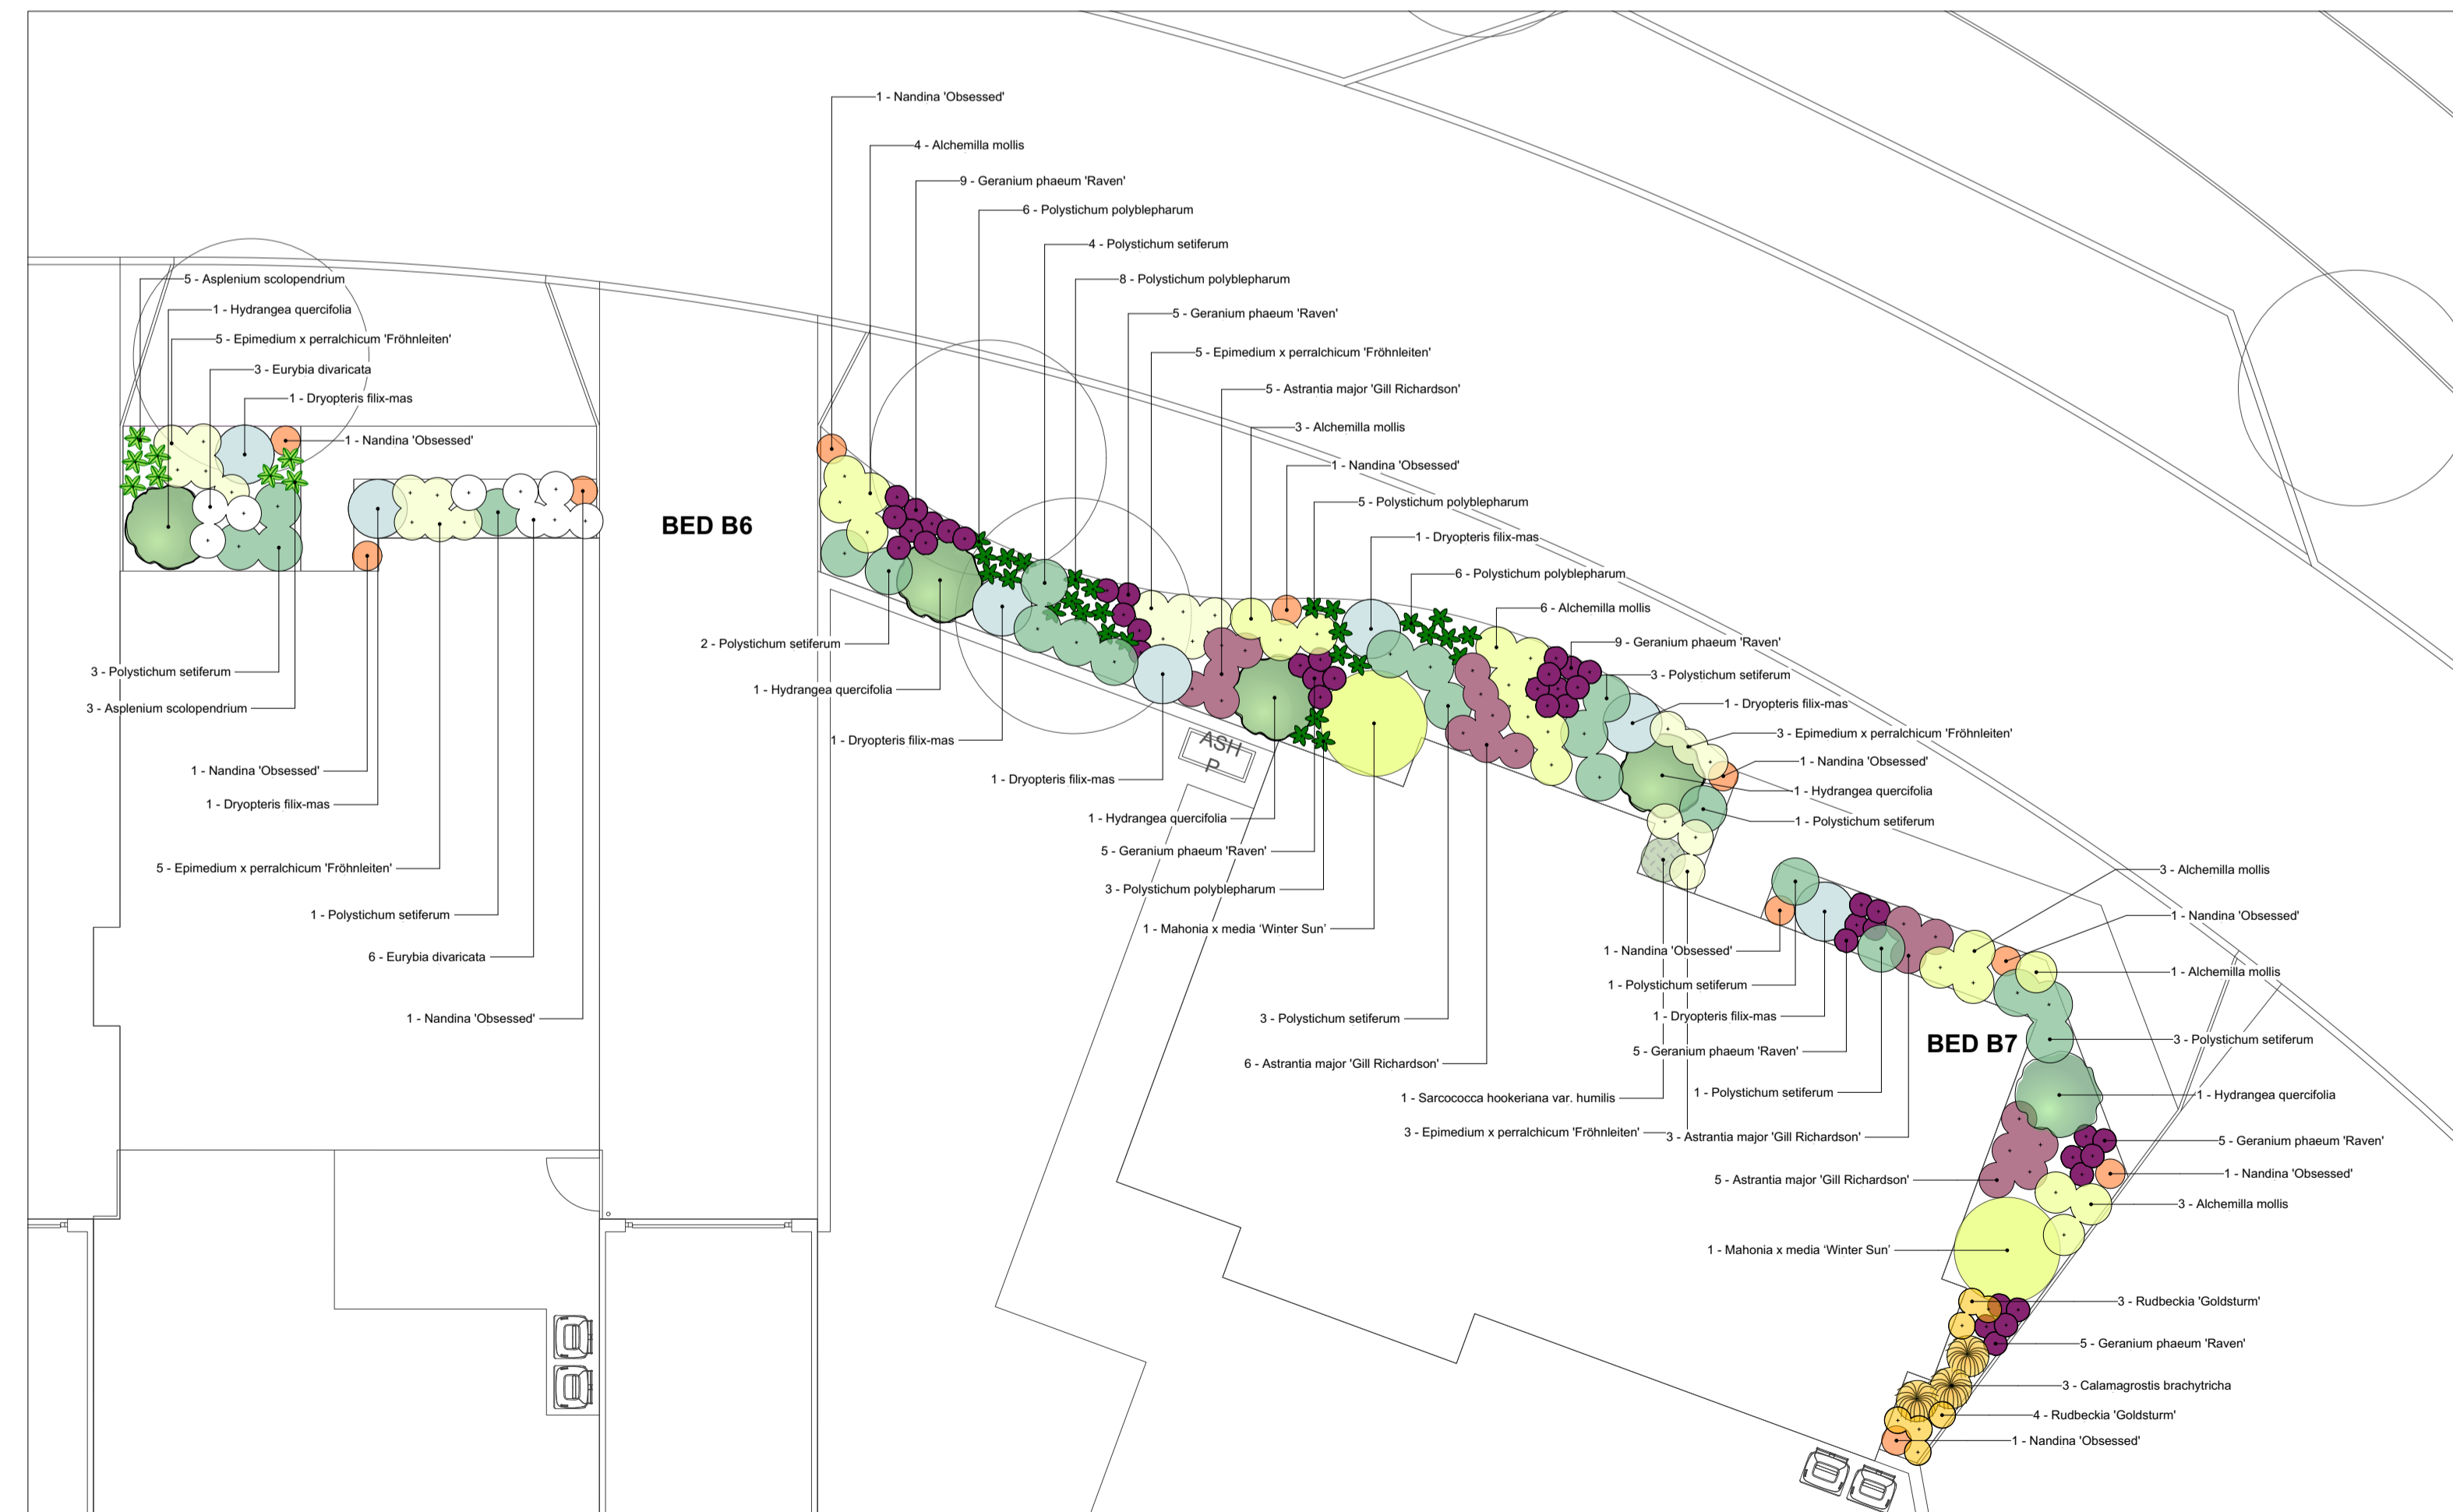 1 - Nandina 'Obsessed'
4 - Alchemilla mollis
9 - Geranium phaeum 'Raven'
6 - Polystichum polyblepharum
4 - Polystichum setiferum
5 - Asplenium scolopendrium
8 - Polystichum polyblepharum
1 - Hydrangea quercifolia
5 - Geranium phaeum 'Raven'
5 - Epimedium x perralchicum 'Fröhnleiten'
5 - Epimedium x perralchicum 'Fröhnleiten'
3 - Eurybia divaricata
5 - Astrantia major 'Gill Richardson'
1 - Dryopteris filix-mas
3 - Alchemilla mollis
1 - Nandina 'Obsessed'
1 - Nandina 'Obsessed'
5 - Polystichum polyblepharum
BED B6
1 - Dryopteris filix-mas
6 - Polystichum polyblepharum
6 - Alchemilla mollis
2 - Polystichum setiferum
9 - Geranium phaeum 'Raven'
3 - Polystichum setiferum
3 - Polystichum setiferum
1 - Hydrangea quercifolia
3 - Asplenium scolopendrium
1 - Dryopteris filix-mas
1 - Dryopteris filix-mas
ASH
P
3 - Epimedium x perralchicum 'Fröhnleiten'
1 - Nandina 'Obsessed'
1 - Nandina 'Obsessed'
1 - Dryopteris filix-mas
1 - Hydrangea quercifolia
1 - Dryopteris filix-mas
1 - Hydrangea quercifolia
1 - Polystichum setiferum
5 - Geranium phaeum 'Raven'
5 - Epimedium x perralchicum 'Fröhnleiten'
3 - Alchemilla mollis
3 - Polystichum polyblepharum
1 - Polystichum setiferum
1 - Nandina 'Obsessed'
1 - Mahonia x media ‘Winter Sun’
1 - Nandina 'Obsessed'
6 - Eurybia divaricata
1 - Alchemilla mollis
1 - Polystichum setiferum
1 - Nandina 'Obsessed'
3 - Polystichum setiferum
1 - Dryopteris filix-mas
3 - Polystichum setiferum
BED B7
5 - Geranium phaeum 'Raven'
6 - Astrantia major 'Gill Richardson'
1 - Polystichum setiferum
1 - Hydrangea quercifolia
1 - Sarcococca hookeriana var. humilis
3 - Epimedium x perralchicum 'Fröhnleiten'
3 - Astrantia major 'Gill Richardson'
5 - Geranium phaeum 'Raven'
1 - Nandina 'Obsessed'
5 - Astrantia major 'Gill Richardson'
3 - Alchemilla mollis
1 - Mahonia x media ‘Winter Sun’
3 - Rudbeckia 'Goldsturm'
5 - Geranium phaeum 'Raven'
3 - Calamagrostis brachytricha
4 - Rudbeckia 'Goldsturm'
1 - Nandina 'Obsessed'